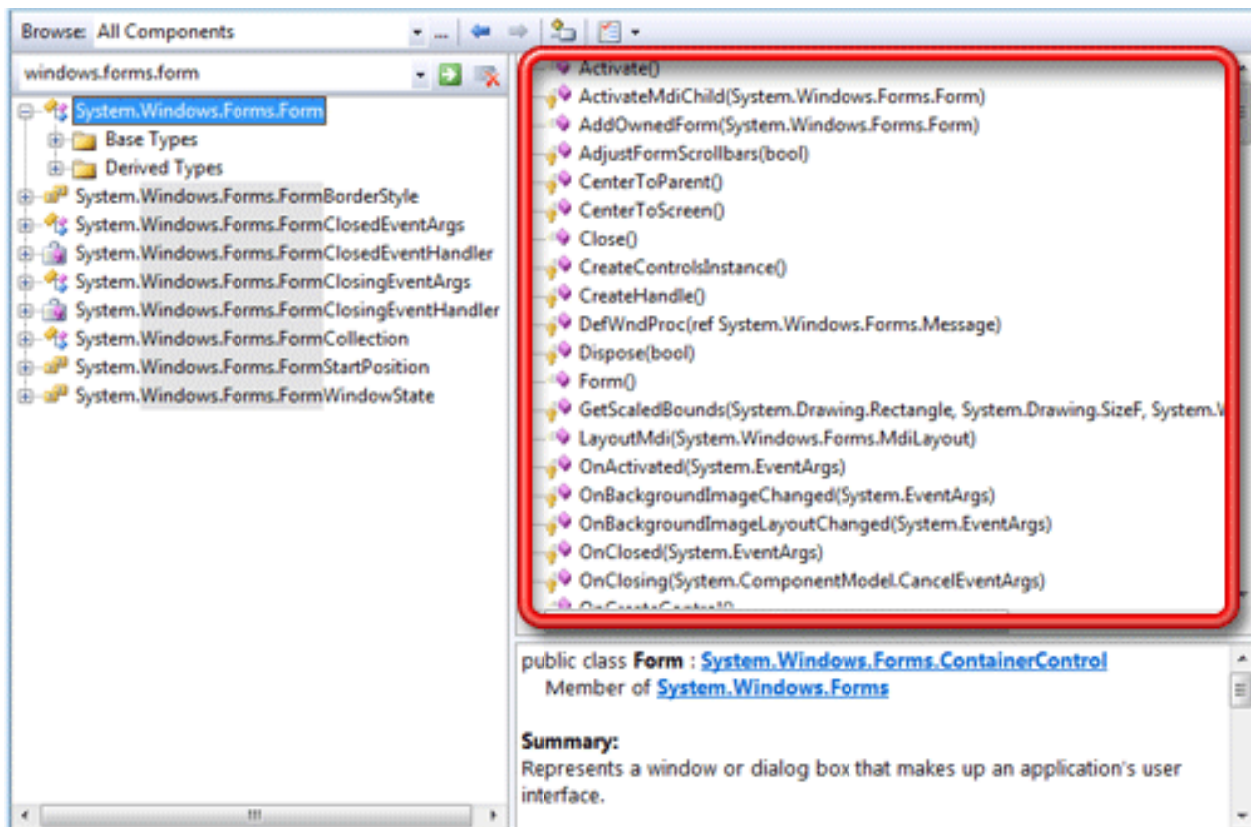 Browse: All Components
windows.forms.form
System.Windows.Forms.Form
Base Types
Derived Types
System.Windows.Forms.FormBorderStyle
System.Windows.Forms.FormClosedEventArgs
System.Windows.Forms.FormClosedEventHandler
System.Windows.Forms.FormClosingEventArgs
System.Windows.Forms.FormClosingEventHandler
System.Windows.Forms.FormCollection
System.Windows.Forms.FormStartPosition
System.Windows.Forms.FormWindowState
Activate()
ActivateMdiChild(System.Windows.Forms.Form)
AddOwnedForm(System.Windows.Forms.Form)
AdjustFormScrollbars(bool)
CenterToParent()
CenterToScreen()
Close()
CreateControlsInstance()
CreateHandle()
DefWndProc(ref System.Windows.Forms.Message)
Dispose(bool)
Form()
GetScaledBounds(System.Drawing.Rectangle, System.Drawing.SizeF, System.W
LayoutMdi(System.Windows.Forms.MdiLayout)
OnActivated(System.EventArgs)
OnBackgroundImageChanged(System.EventArgs)
OnBackgroundImageLayoutChanged(System.EventArgs)
OnClosed(System.EventArgs)
OnClosing(System.ComponentModel.CancelEventArgs)
OnCreateControl()
public class Form : System.Windows.Forms.ContainerControl
Member of System.Windows.Forms
Summary:
Represents a window or dialog box that makes up an application's user
interface.